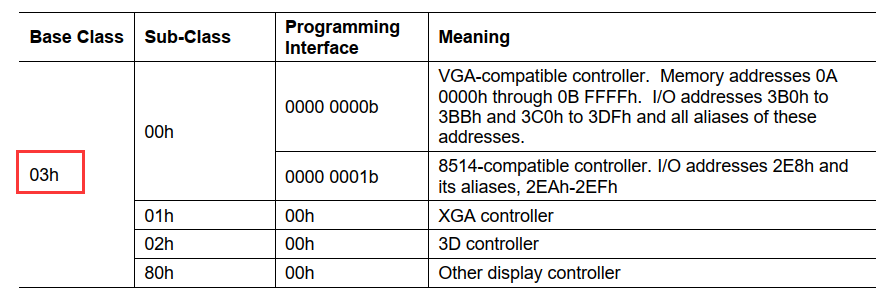 Base Class Sub-Class Programming Interface Meaning
03h
00h
0000 0000b
VGA-compatible controller. Memory addresses 0A
0000h through 0B FFFFh. I/O addresses 3B0h to
3BBh and 3C0h to 3DFh and all aliases of these
addresses.
0000 0001b
8514-compatible controller. I/O addresses 2E8h and
its aliases, 2EAh-2EFh
01h 00h XGA controller
02h 00h 3D controller
80h 00h Other display controller